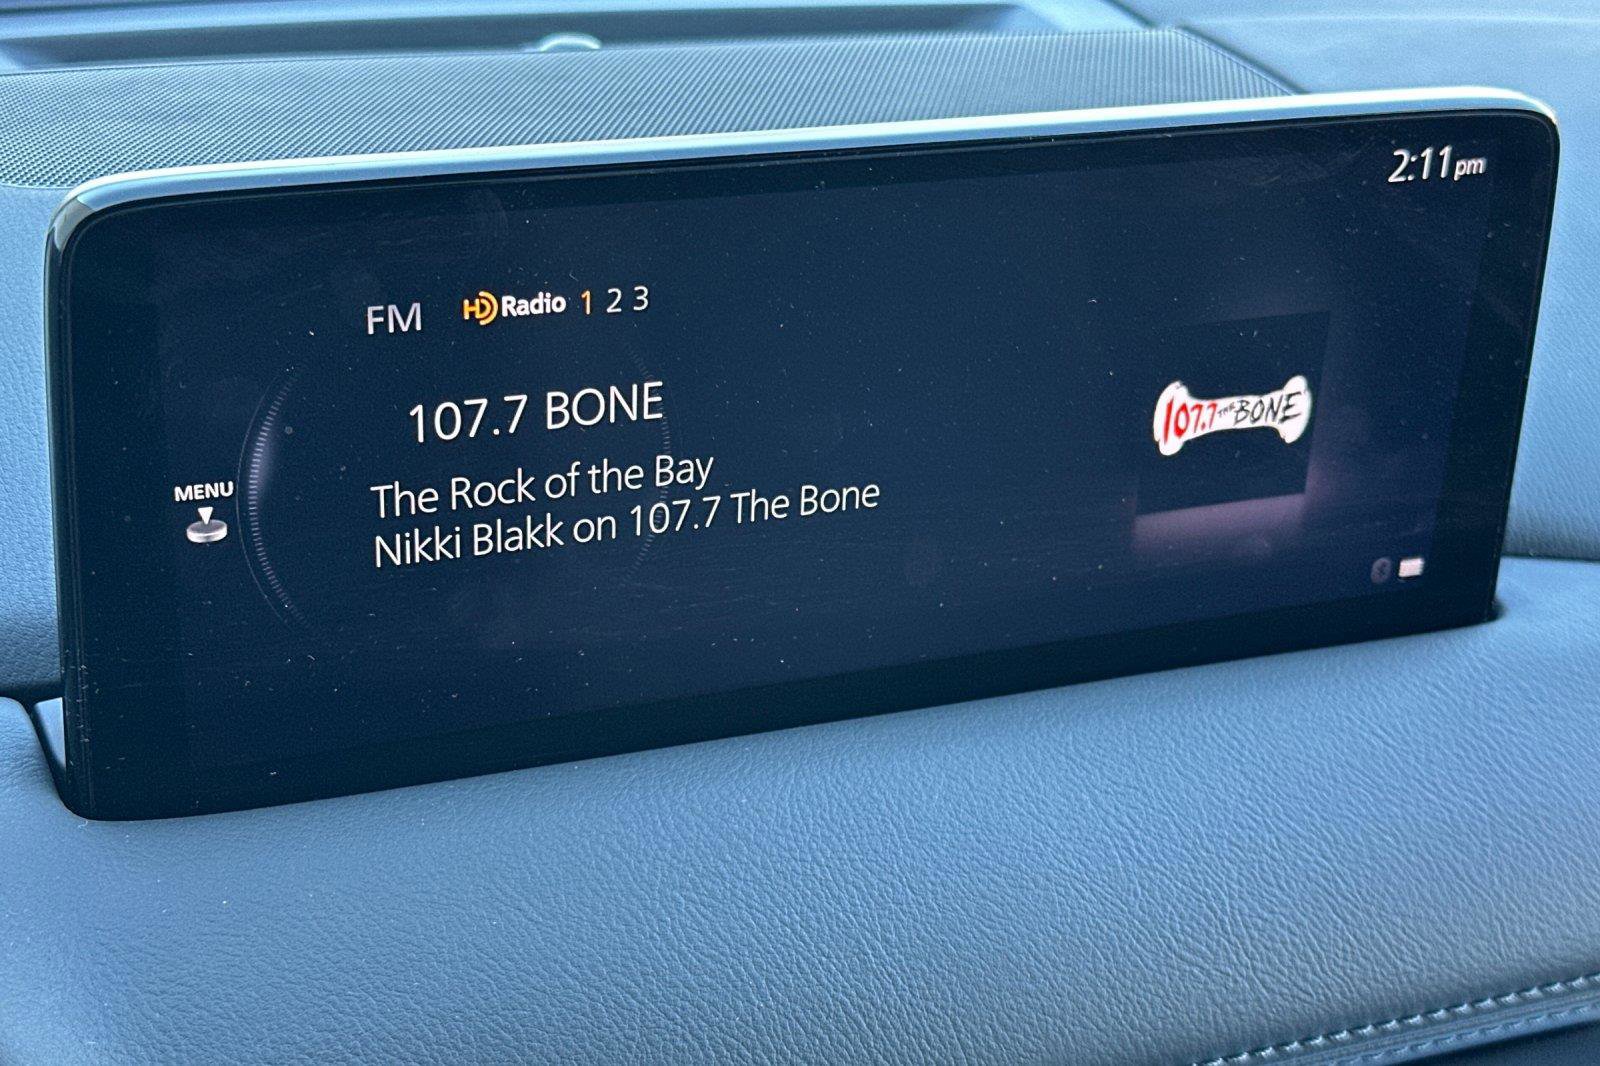 2:11pm
FM HD Radio 1 2 3
107.7 BONE
The Rock of the Bay
Nikki Blakk on 107.7 The Bone
107.7 THE BONE
MENU